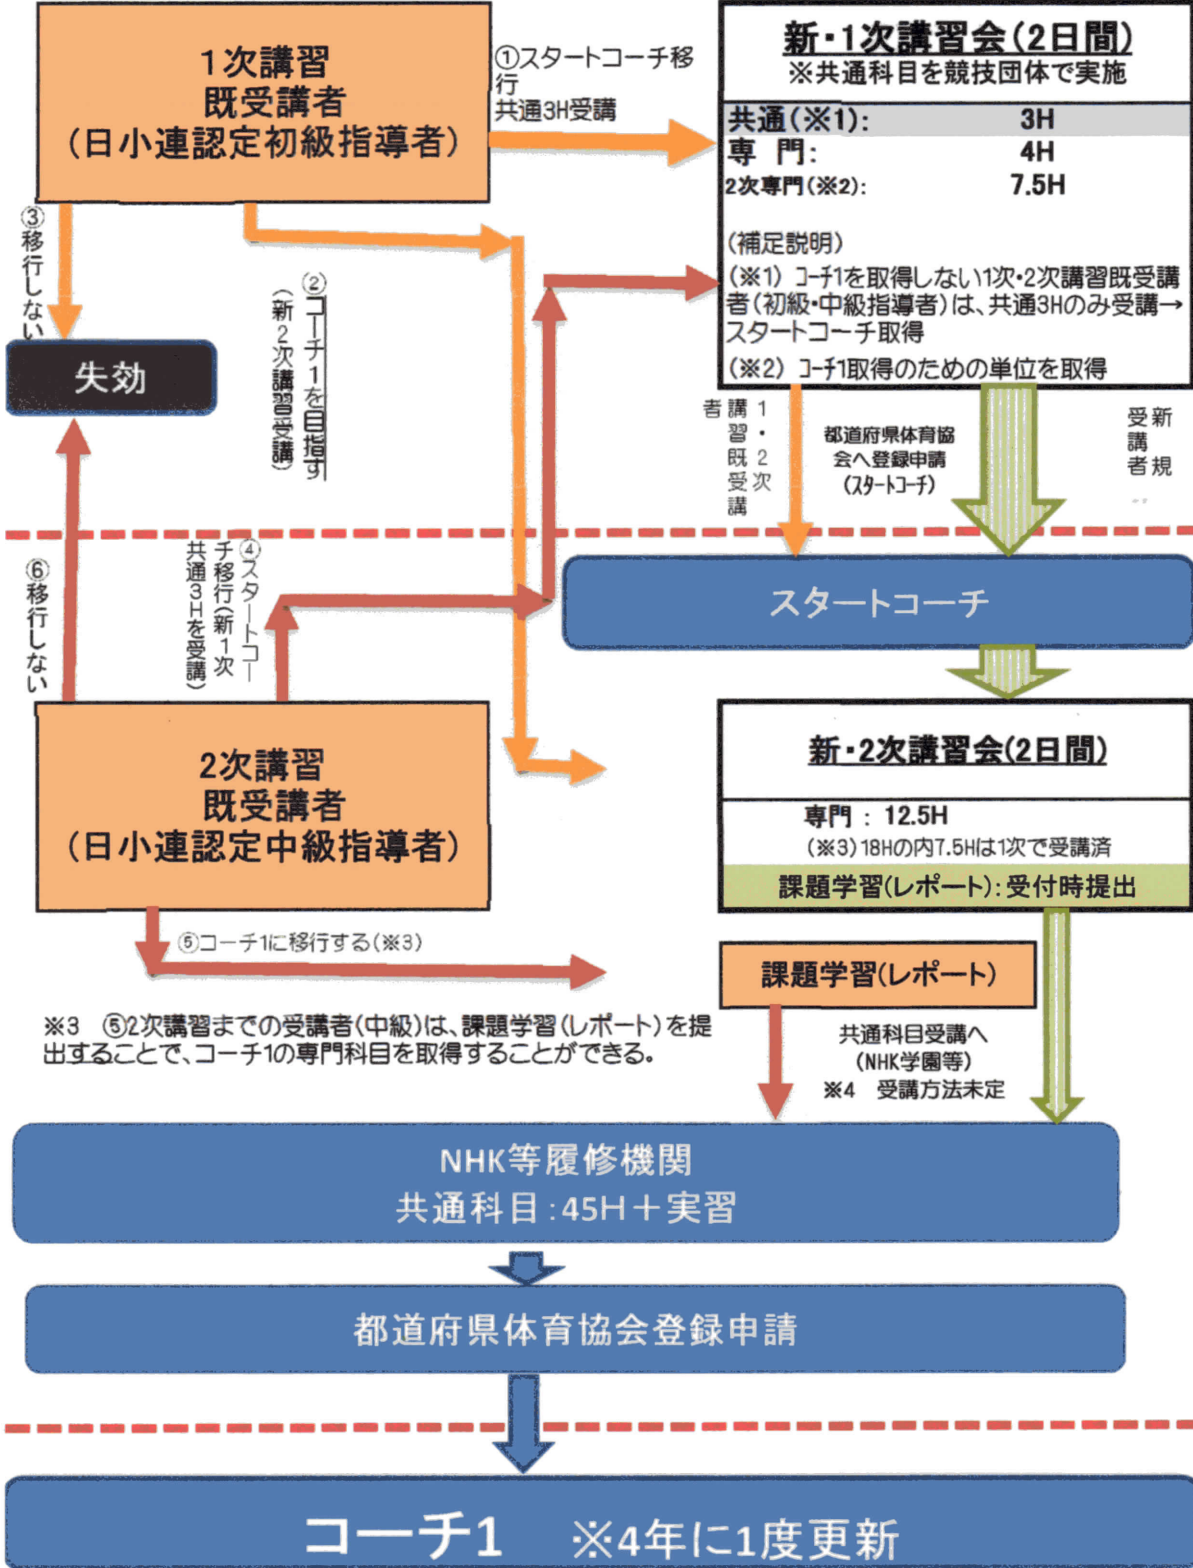 1次講習
既受講者
(日小連認定初級指導者)
①スタートコーチ移
行
共通3H受講
新・1次講習会(2日間)
※共通科目を競技団体で実施
共通(※1): 3H
専 門: 4H
2次専門(※2): 7.5H
(補足説明)
(※1) コーチ1を取得しない1次・2次講習既受講
者(初級・中級指導者)は、共通3Hのみ受講→
スタートコーチ取得
(※2) コーチ1取得のための単位を取得
③移行しない
②コーチ1を目指す
(新2次講習受講)
失効
1・2次
講習既受講
者
都道府県体育協
会へ登録申請
(スタートコーチ)
新規
受講者
⑥移行しない
④スタートコー
チ移行(新1次
共通3Hを受講)
スタートコーチ
2次講習
既受講者
(日小連認定中級指導者)
新・2次講習会(2日間)
専門 : 12.5H
(※3)18Hの内7.5Hは1次で受講済
課題学習(レポート):受付時提出
⑤コーチ1に移行する(※3)
課題学習(レポート)
※3 ⑤2次講習までの受講者(中級)は、課題学習(レポート)を提
出することで、コーチ1の専門科目を取得することができる。
共通科目受講へ
(NHK学園等)
※4 受講方法未定
NHK等履修機関
共通科目:45H+実習
都道府県体育協会登録申請
コーチ1 ※4年に1度更新